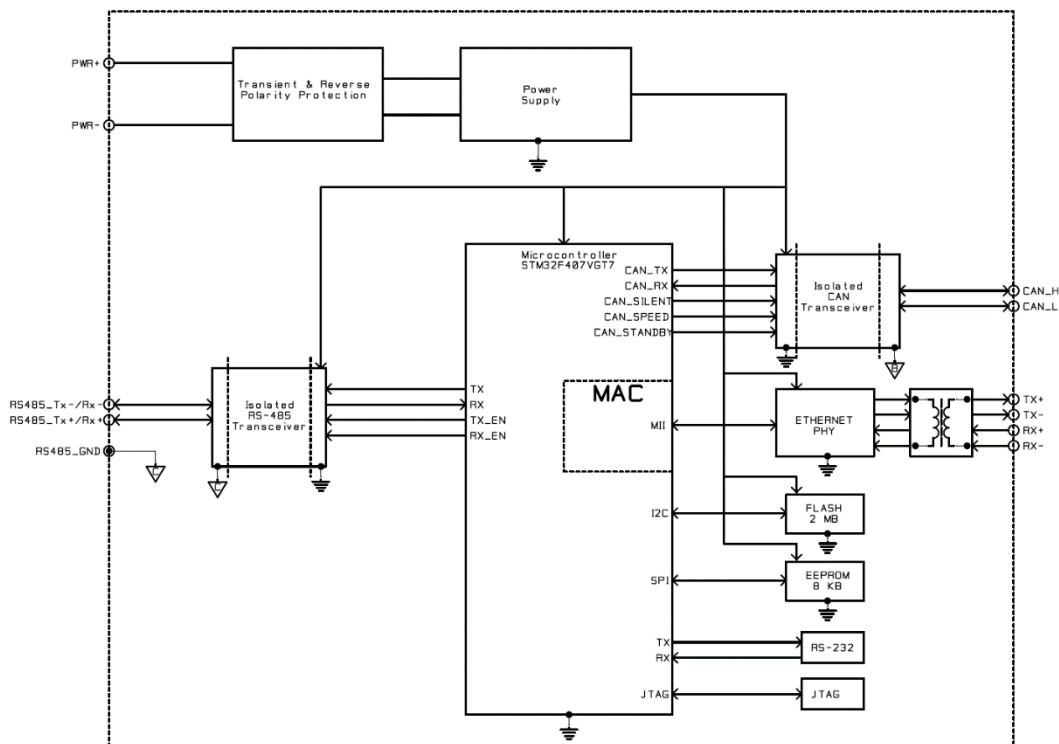 PWR+
PWR-
Transient & Reverse
Polarity Protection
Power
Supply
Microcontroller
STM32F407VGT7
CAN_TX
CAN_RX
CAN_SILENT
CAN_SPEED
CAN_STANDBY
Isolated
CAN
Transceiver
CAN_H
CAN_L
B
RS485_Tx-/Rx-
RS485_Tx+/Rx+
RS485_GND
Isolated
RS-485
Transceiver
TX
RX
TX_EN
RX_EN
MAC
MII
ETHERNET
PHY
TX+
TX-
RX+
RX-
I2C
FLASH
2 MB
SPI
EEPROM
8 KB
TX
RX
RS-232
JTAG
JTAG